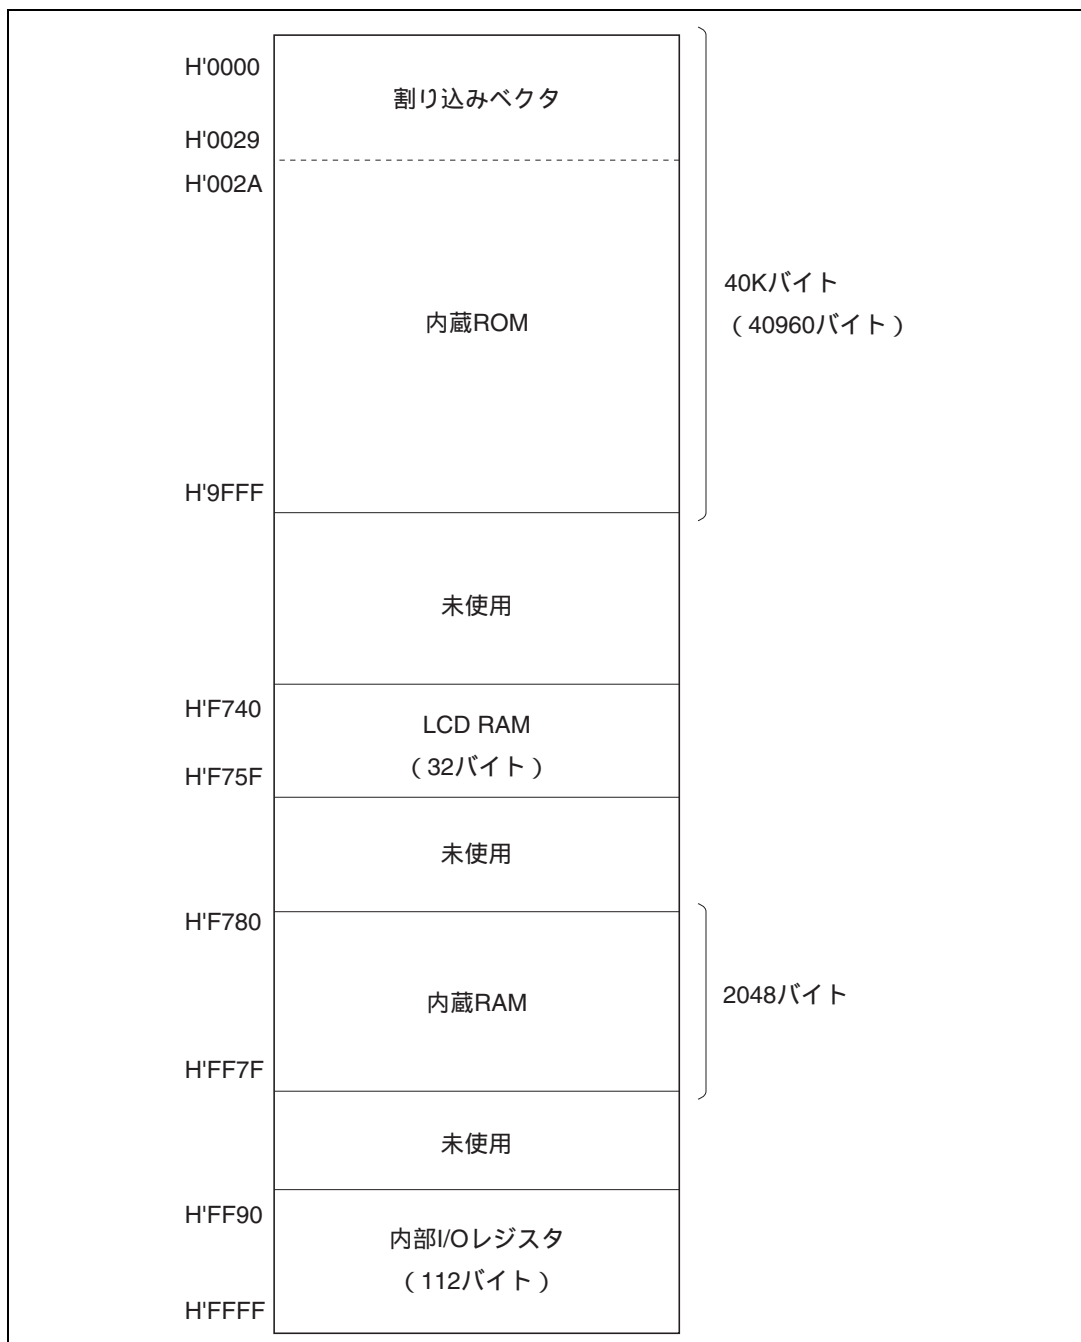 H'0000
割り込みベクタ
H'0029
H'002A
40Kバイト
内蔵ROM
（40960バイト）
H'9FFF
未使用
H'F740
LCD RAM
（32バイト）
H'F75F
未使用
H'F780
内蔵RAM
2048バイト
H'FF7F
未使用
H'FF90
内部I/Oレジスタ
（112バイト）
H'FFFF